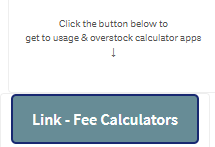 Click the button below to
get to usage & overstock calculator apps
↓
Link - Fee Calculators